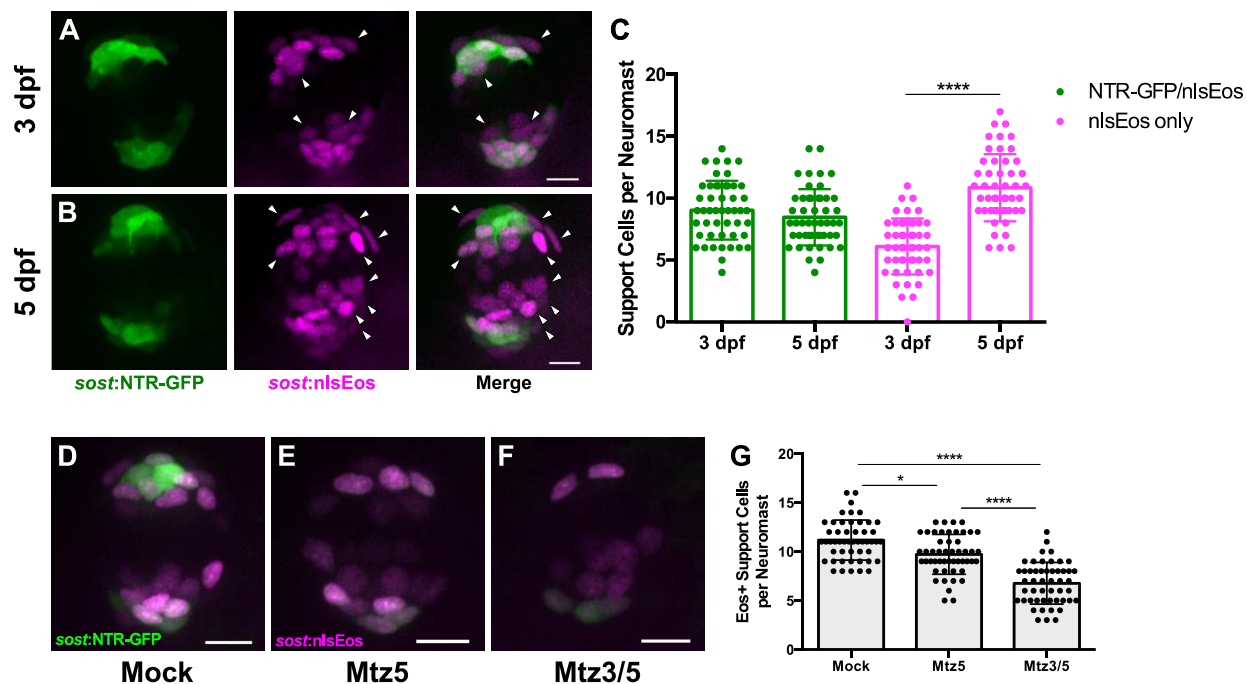 A
3 dpf
B
5 dpf
sost:NTR-GFP
sost:nlsEos
Merge
C
Support Cells per Neuromast
20
15
10
5
0
****
3 dpf
5 dpf
3 dpf
5 dpf
NTR-GFP/nlsEos
nlsEos only
D
sost:NTR-GFP
Mock
E
sost:nlsEos
Mtz5
F
Mtz3/5
G
Eos+ Support Cells
per Neuromast
20
15
10
5
0
****
*
****
Mock
Mtz5
Mtz3/5